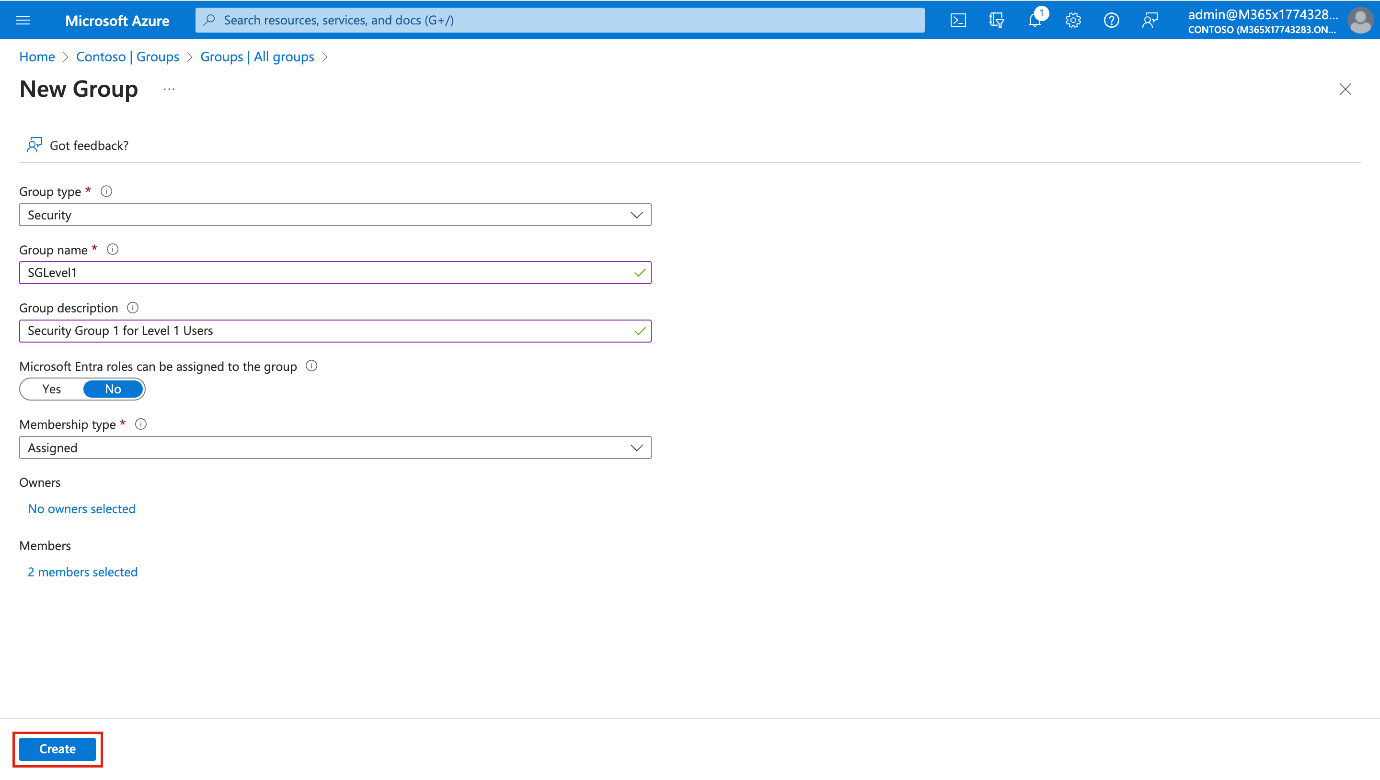 Microsoft Azure
Search resources, services, and docs (G+/)
1
admin@M365x1774328...
CONTOSO (M365X17743283.ON...
Home > Contoso | Groups > Groups | All groups >
New Group ...
Got feedback?
Group type *
Security
Group name *
SGLevel1
Group description
Security Group 1 for Level 1 Users
Microsoft Entra roles can be assigned to the group
Yes No
Membership type *
Assigned
Owners
No owners selected
Members
2 members selected
Create